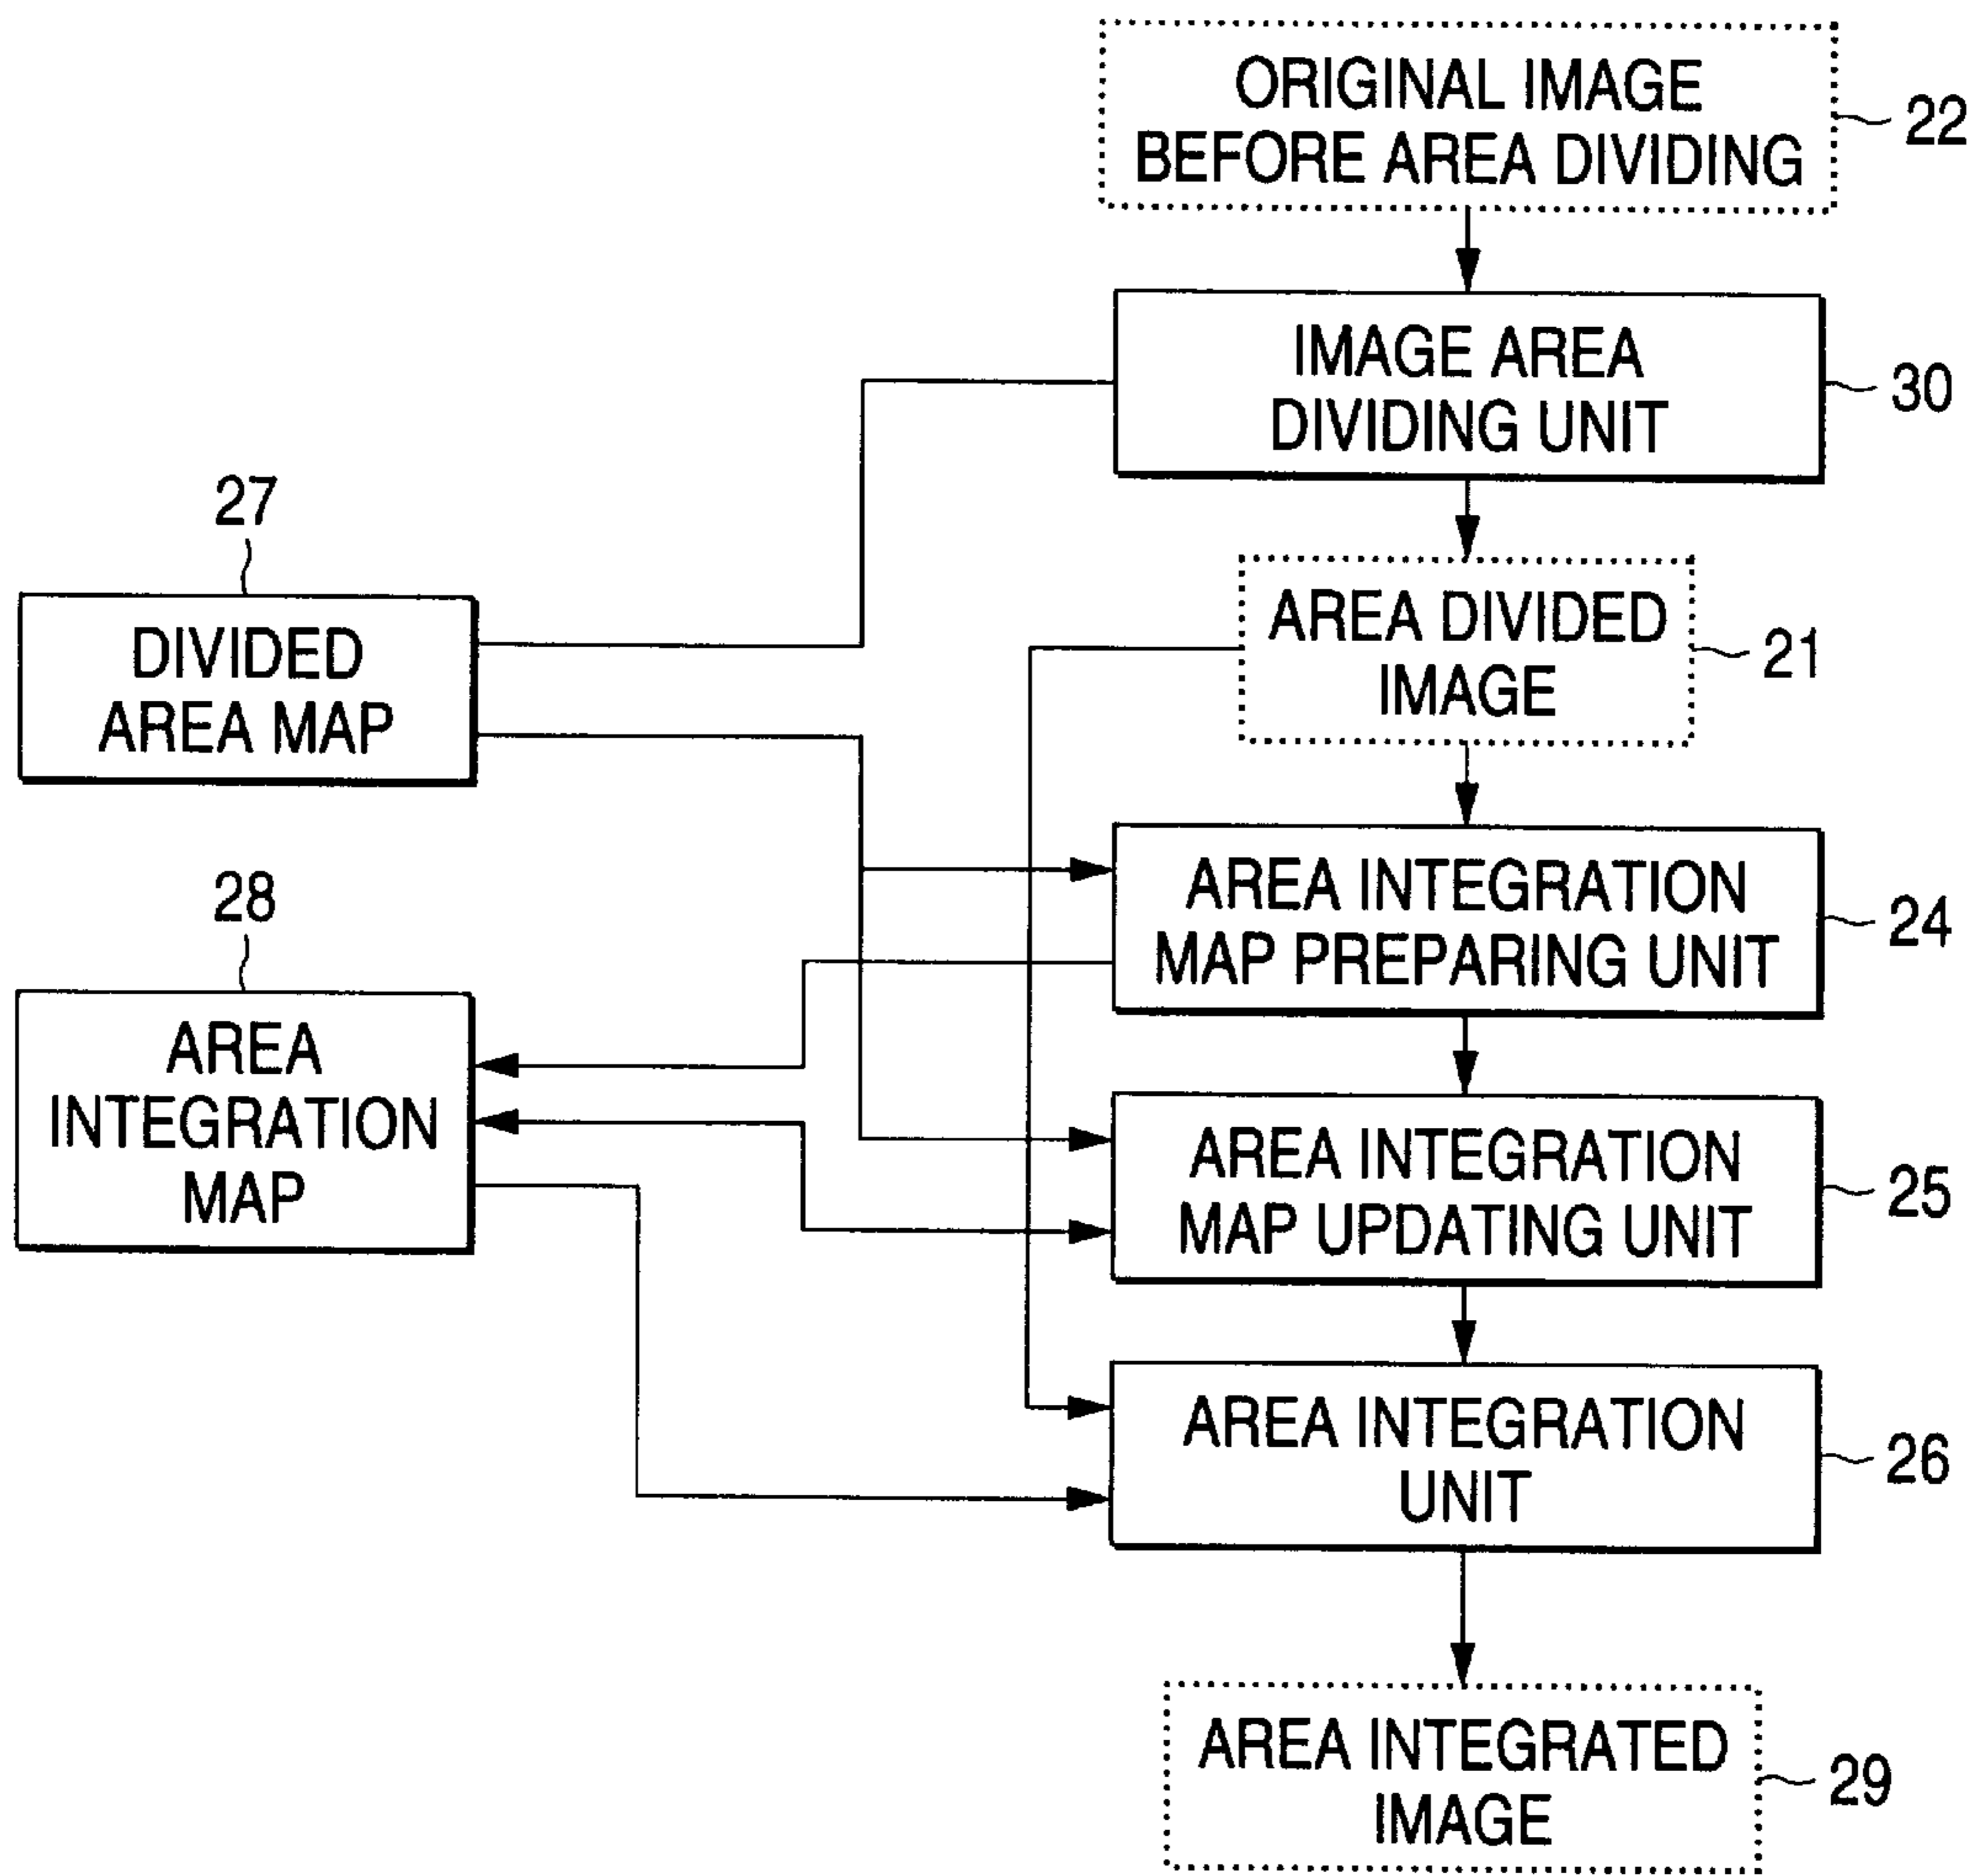 ORIGINAL IMAGE
BEFORE AREA DIVIDING
22
IMAGE AREA
DIVIDING UNIT
30
27
DIVIDED
AREA MAP
AREA DIVIDED
IMAGE
21
28
AREA
INTEGRATION
MAP
AREA INTEGRATION
MAP PREPARING UNIT
24
AREA INTEGRATION
MAP UPDATING UNIT
25
AREA INTEGRATION
UNIT
26
AREA INTEGRATED
IMAGE
29